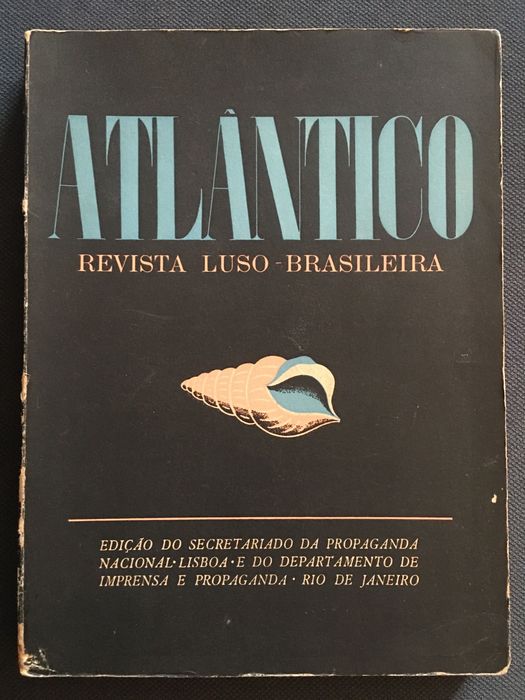 ATLÂNTICO
REVISTA LUSO-BRASILEIRA
EDIÇÃO DO SECRETARIADO DA PROPAGANDA
NACIONAL · LISBOA · E DO DEPARTAMENTO DE
IMPRENSA E PROPAGANDA · RIO DE JANEIRO